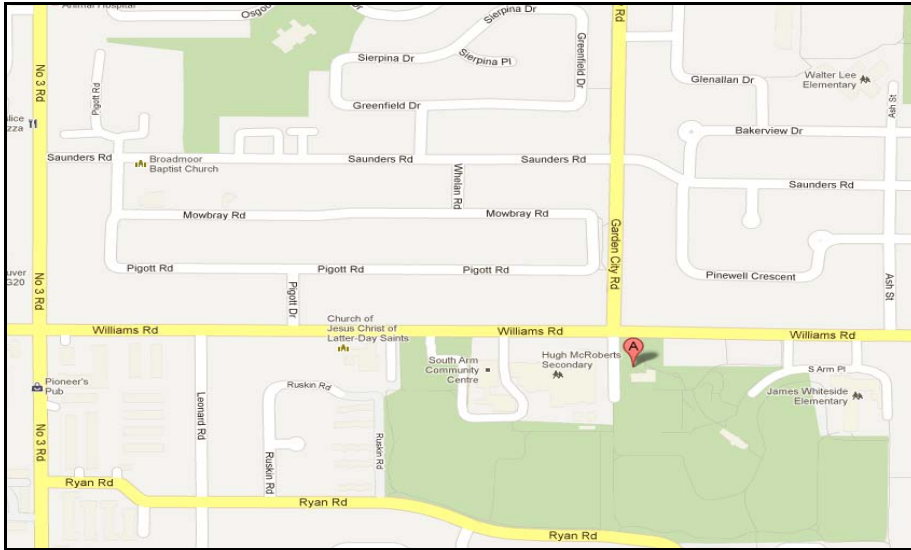 Animal Hospital
Osgoo
Sierpina Dr
y Rd
No 3 Rd
Pigott Rd
Sierpina Dr
Sierpina Pl
Greenfield Dr
Glenallan Dr
Walter Lee
Elementary
Ash St
Greenfield Dr
lice
zza
Bakerview Dr
Saunders Rd
Broadmoor
Baptist Church
Saunders Rd
Saunders Rd
Whelan Rd
Saunders Rd
Mowbray Rd
Mowbray Rd
Garden City Rd
uver
G20
No 3 Rd
Pigott Rd
Pigott Rd
Pigott Rd
Pinewell Crescent
Ash St
Pigott Dr
Williams Rd
Church of
Jesus Christ of
Latter-Day Saints
Williams Rd
Williams Rd
A
South Arm
Community
Centre
Hugh McRoberts
Secondary
S Arm Pl
Pioneer's
Pub
Ruskin Rd
James Whiteside
Elementary
Leonard Rd
No 3 Rd
Ruskin Rd
Ruskin Rd
Ryan Rd
Ryan Rd
Ryan Rd